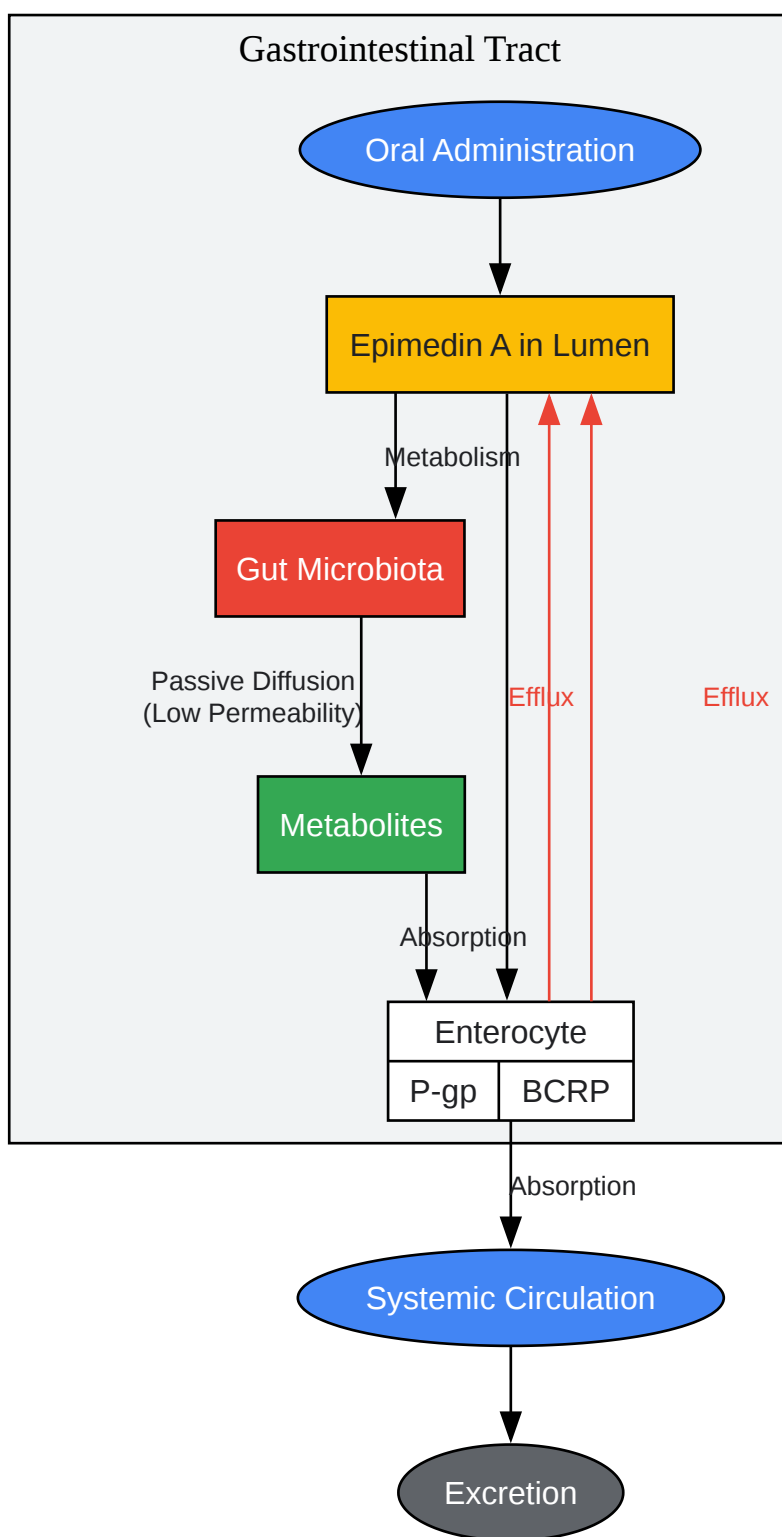 Gastrointestinal Tract
Oral Administration
Epimedin A in Lumen
Metabolism
Gut Microbiota
Passive Diffusion
(Low Permeability)
Efflux
Efflux
Metabolites
Absorption
Enterocyte
P-gp
BCRP
Absorption
Systemic Circulation
Excretion